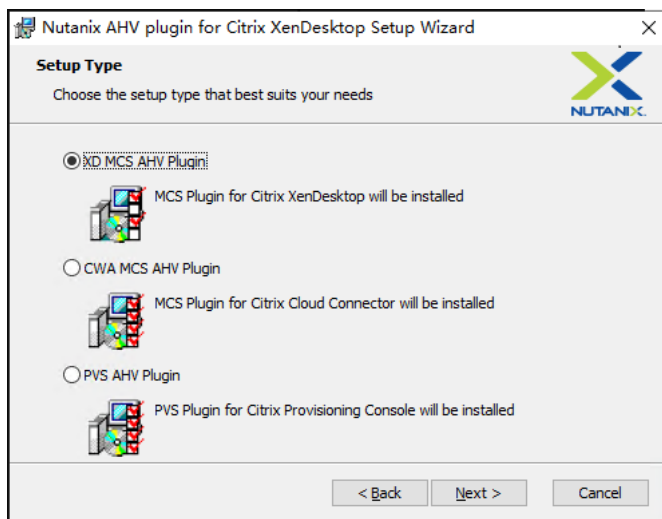 Nutanix AHV plugin for Citrix XenDesktop Setup Wizard
Setup Type
Choose the setup type that best suits your needs
NUTANIX.
XD MCS AHV Plugin
MCS Plugin for Citrix XenDesktop will be installed
CWA MCS AHV Plugin
MCS Plugin for Citrix Cloud Connector will be installed
PVS AHV Plugin
PVS Plugin for Citrix Provisioning Console will be installed
< Back Next > Cancel